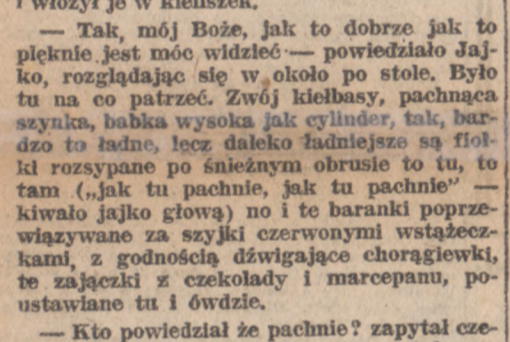 i włożył je w kieliszek.
— Tak, mój Boże, jak to dobrze jak to
pięknie jest móc widzieć — powiedziało Jaj-
ko, rozglądając się w około po stole. Było
tu na co patrzeć. Zwój kiełbasy, pachnąca
szynka, babka wysoka jak cylinder, tak, bar-
dzo to ładne, lecz daleko ładniejsze są fioł-
ki rozsypane po śnieżnym obrusie to tu, to
tam („jak tu pachnie, jak tu pachnie” —
kiwało jajko głową) no i te baranki poprze-
wiązywane za szyjki czerwonymi wstążecz-
kami, z godnością dźwigające chorągiewki,
te zajączki z czekolady i marcepanu, po-
ustawiane tu i ówdzie.
— Kto powiedział że pachnie? zapytał cze-